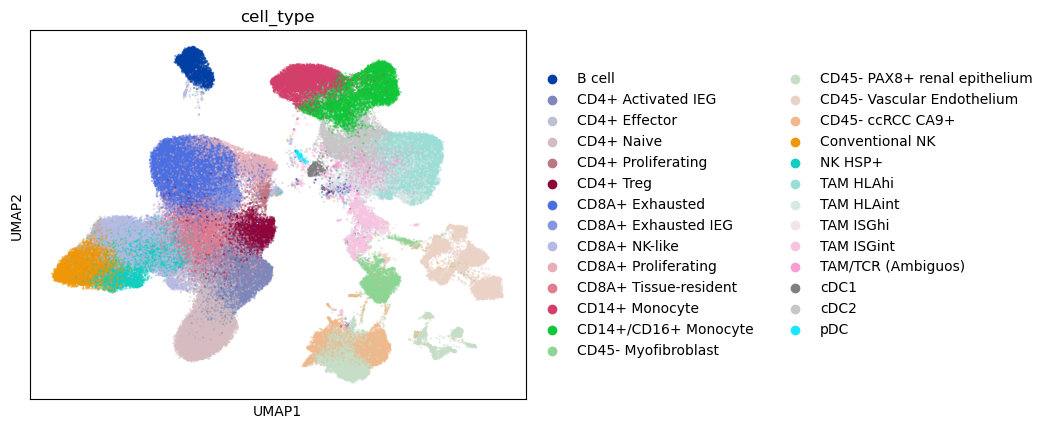 cell_type
UMAP2
UMAP1
B cell
CD4+ Activated IEG
CD4+ Effector
CD4+ Naive
CD4+ Proliferating
CD4+ Treg
CD8A+ Exhausted
CD8A+ Exhausted IEG
CD8A+ NK-like
CD8A+ Proliferating
CD8A+ Tissue-resident
CD14+ Monocyte
CD14+/CD16+ Monocyte
CD45- Myofibroblast
CD45- PAX8+ renal epithelium
CD45- Vascular Endothelium
CD45- ccRCC CA9+
Conventional NK
NK HSP+
TAM HLAhi
TAM HLAint
TAM ISGhi
TAM ISGint
TAM/TCR (Ambiguos)
cDC1
cDC2
pDC